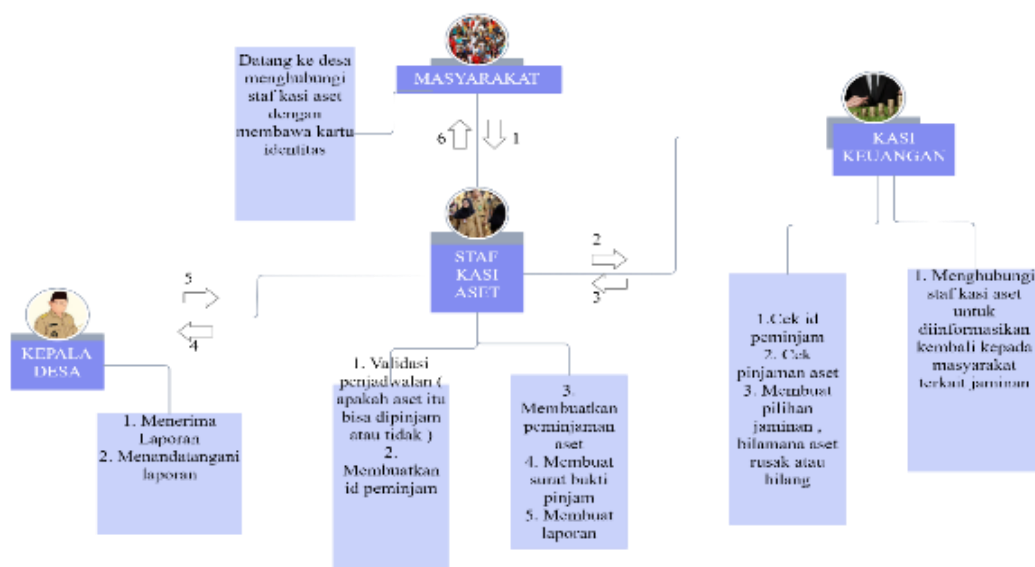 MASYARAKAT
Datang ke desa
menghubungi
staf kasi aset
dengan
membawa kartu
identitas
6
1
KASI
KEUANGAN
STAF
KASI
ASET
2
3
5
4
KEPALA
DESA
1. Menerima
Laporan
2. Menandatangani
laporan
1. Validasi
penjadwalan (
apakah aset itu
bisa dipinjam
atau tidak )
2.
Membuatkan
id peminjam
3.
Membuatkan
peminjaman
aset
4. Membuat
surat bukti
pinjam
5. Membuat
laporan
1.Cek id
peminjam
2. Cek
pinjaman aset
3. Membuat
pilihan
jaminan ,
bilamana aset
rusak atau
hilang
1. Menghubungi
staf kasi aset
untuk
diinformasikan
kembali kepada
masyarakat
terkait jaminan